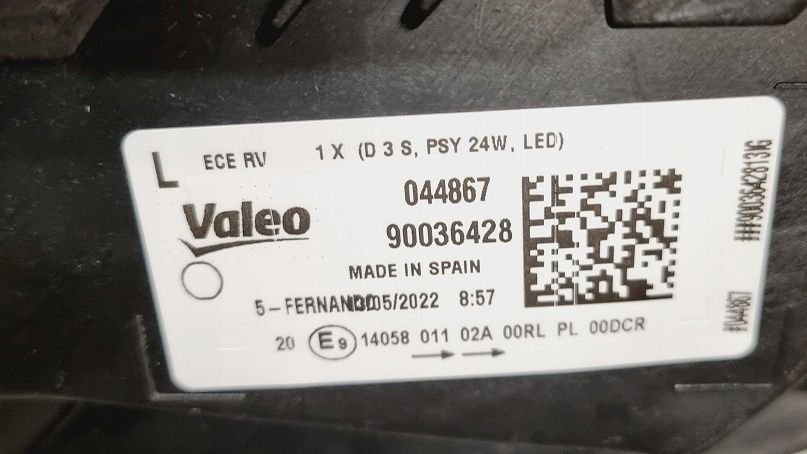 L ECE RV 1 X (D 3 S, PSY 24W, LED)
044867
Valeo
90036428
MADE IN SPAIN
5-FERNANDO /05/2022 8:57
20 E9 14058 011 02A 00RL PL 00DCR
#044867